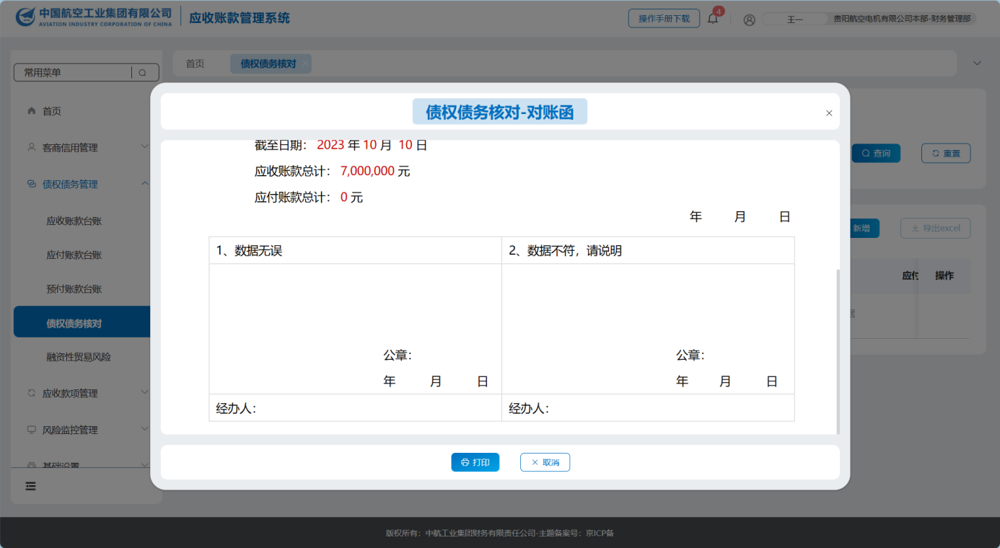 中国航空工业集团有限公司
AVIATION INDUSTRY CORPORATION OF CHINA
应收账款管理系统
操作手册下载
4
王一
贵阳航空电机有限公司本部-财务管理部
常用菜单
首页
债权债务核对
首页
客商信用管理
债权债务管理
应收账款台账
应付账款台账
预付账款台账
债权债务核对
融资性贸易风险
应收款项管理
风险监控管理
基础设置
查询
重置
新增
导出excel
应付
操作
债权债务核对-对账函
截至日期: 2023 年 10 月 10 日
应收账款总计: 7,000,000 元
应付账款总计: 0 元
年 月 日
1、数据无误
2、数据不符，请说明
公章:
年 月 日
公章:
年 月 日
经办人:
经办人:
打印
取消
版权所有：中航工业集团财务有限责任公司-主题备案号：京ICP备